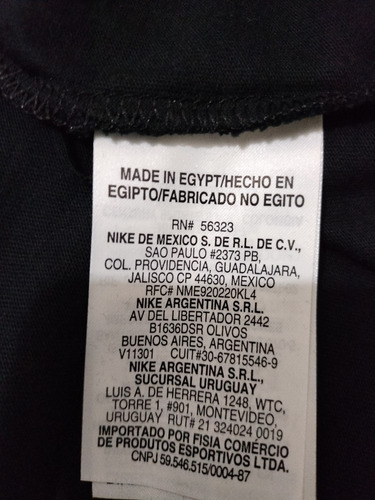 MADE IN EGYPT/HECHO EN
EGIPTO/FABRICADO NO EGITO
RN# 56323
NIKE DE MEXICO S. DE R.L. DE C.V.,
SAO PAULO #2373 PB,
COL. PROVIDENCIA, GUADALAJARA,
JALISCO CP 44630, MEXICO
RFC# NME920220KL4
NIKE ARGENTINA S.R.L.
AV DEL LIBERTADOR 2442
B1636DSR OLIVOS
BUENOS AIRES, ARGENTINA
V11301 CUIT#30-67815546-9
NIKE ARGENTINA S.R.L.,
SUCURSAL URUGUAY
LUIS A. DE HERRERA 1248, WTC,
TORRE 1, #901, MONTEVIDEO,
URUGUAY RUT# 21 324024 0019
IMPORTADO POR FISIA COMÉRCIO
DE PRODUTOS ESPORTIVOS LTDA.
CNPJ 59.546.515/0004-87